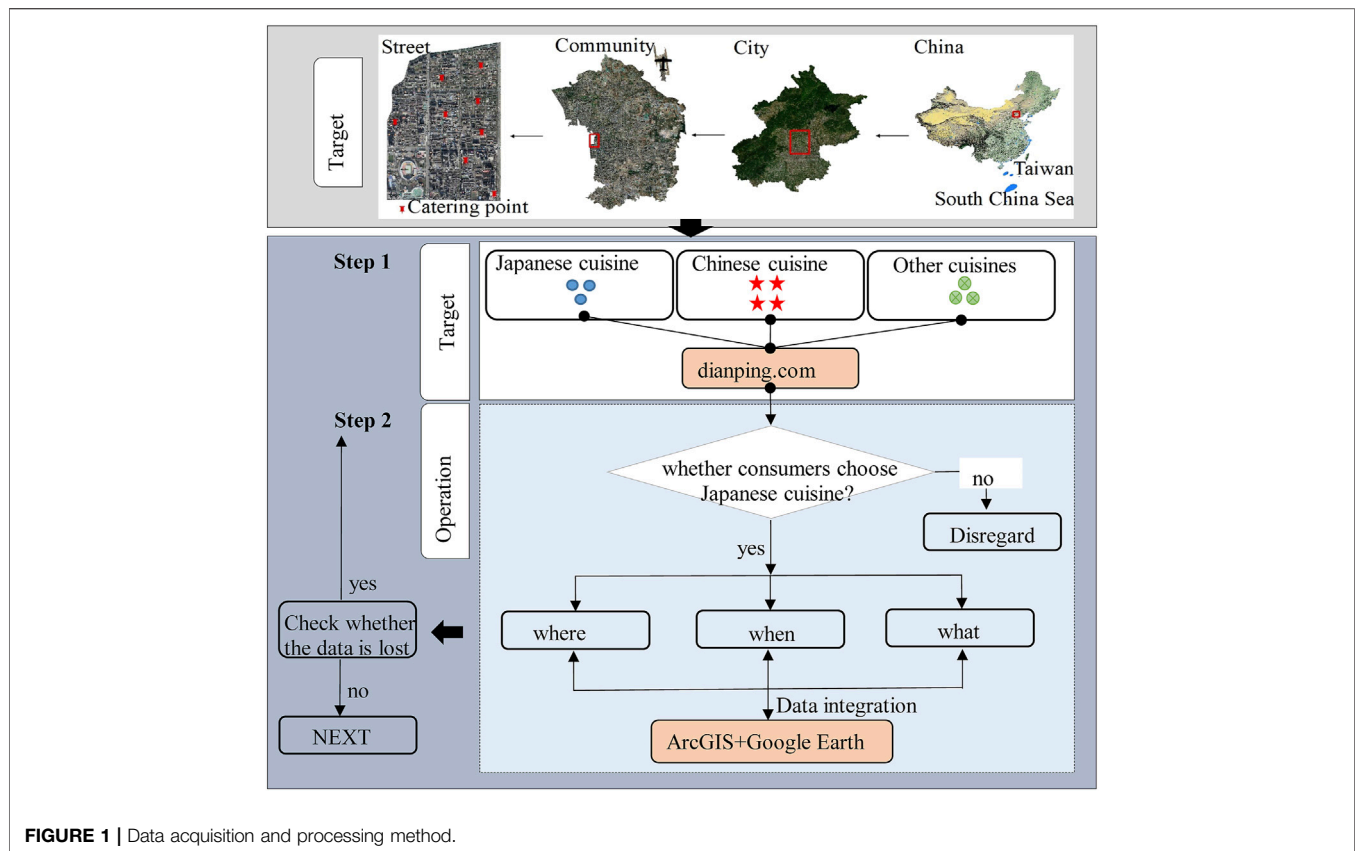 Street
Community
City
China
Target
Taiwan
South China Sea
Catering point
Step 1
Target
Japanese cuisine
Chinese cuisine
Other cuisines
dianping.com
Step 2
Operation
whether consumers choose
Japanese cuisine?
no
Disregard
yes
where
when
what
Data integration
ArcGIS+Google Earth
yes
Check whether
the data is lost
no
NEXT
FIGURE 1 | Data acquisition and processing method.